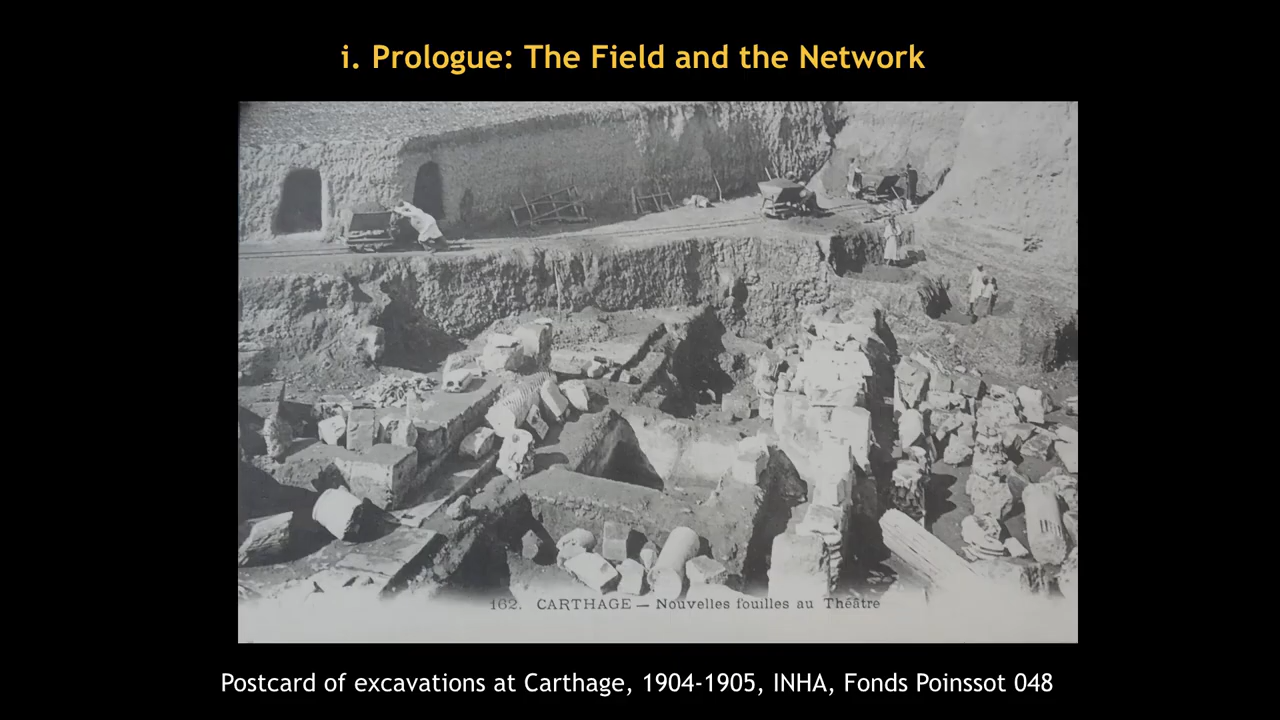 i. Prologue: The Field and the Network
162. CARTHAGE — Nouvelles fouilles au Théâtre
Postcard of excavations at Carthage, 1904-1905, INHA, Fonds Poinssot 048